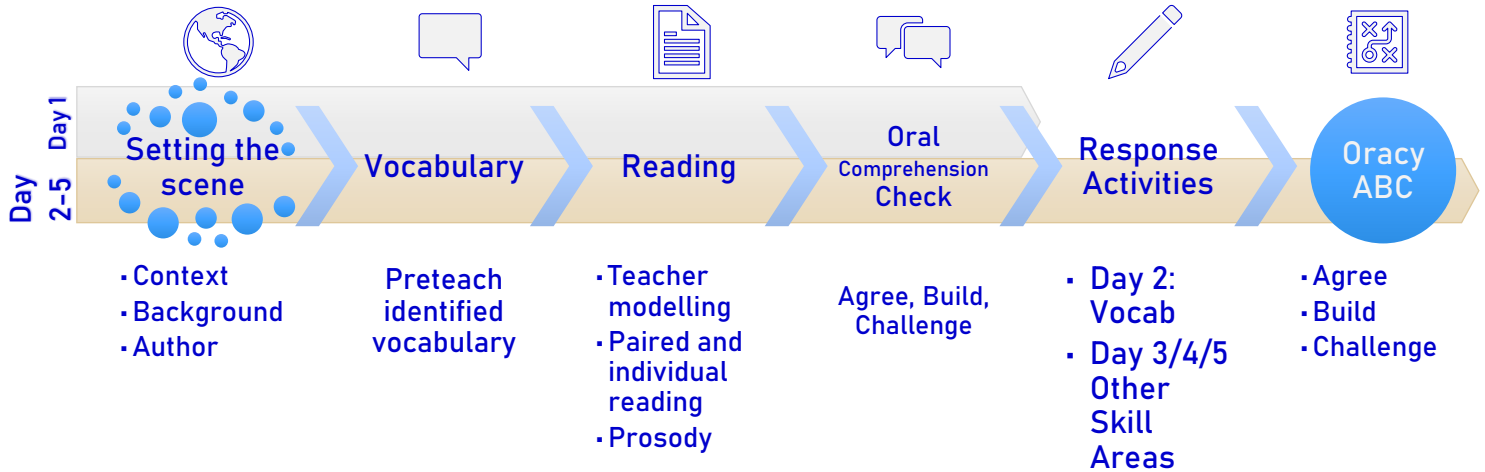 Day 1
Day
2-5
Setting the
scene
Vocabulary
Reading
Oral
Comprehension
Check
Response
Activities
Oracy
ABC
▪ Context
▪ Background
▪ Author
Preteach
identified
vocabulary
▪ Teacher
modelling
▪ Paired and
individual
reading
▪ Prosody
Agree, Build,
Challenge
▪ Day 2:
Vocab
▪ Day 3/4/5
Other
Skill
Areas
▪ Agree
▪ Build
▪ Challenge